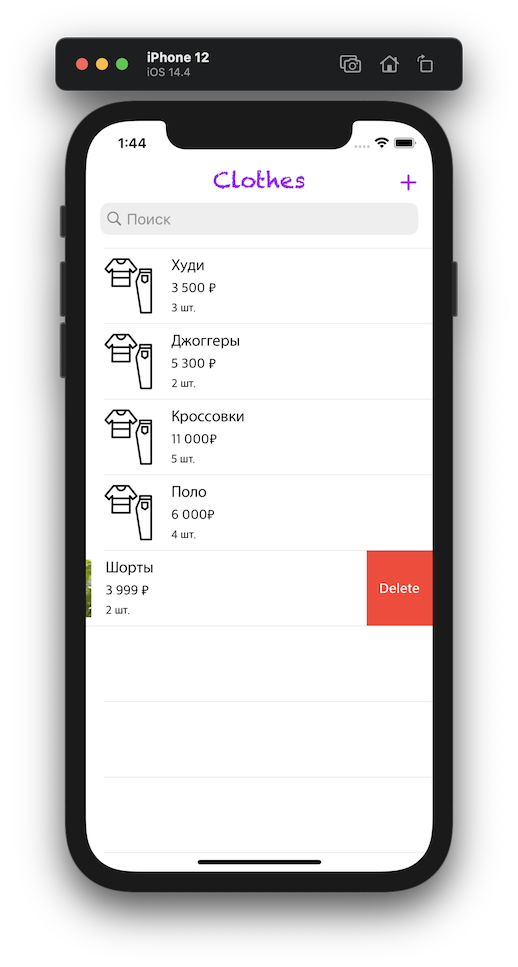 iPhone 12
iOS 14.4
1:44
Clothes
Поиск
Худи
3 500 ₽
3 шт.
Джоггеры
5 300 ₽
2 шт.
Кроссовки
11 000₽
5 шт.
Поло
6 000₽
4 шт.
Шорты
3 999 ₽
2 шт.
Delete